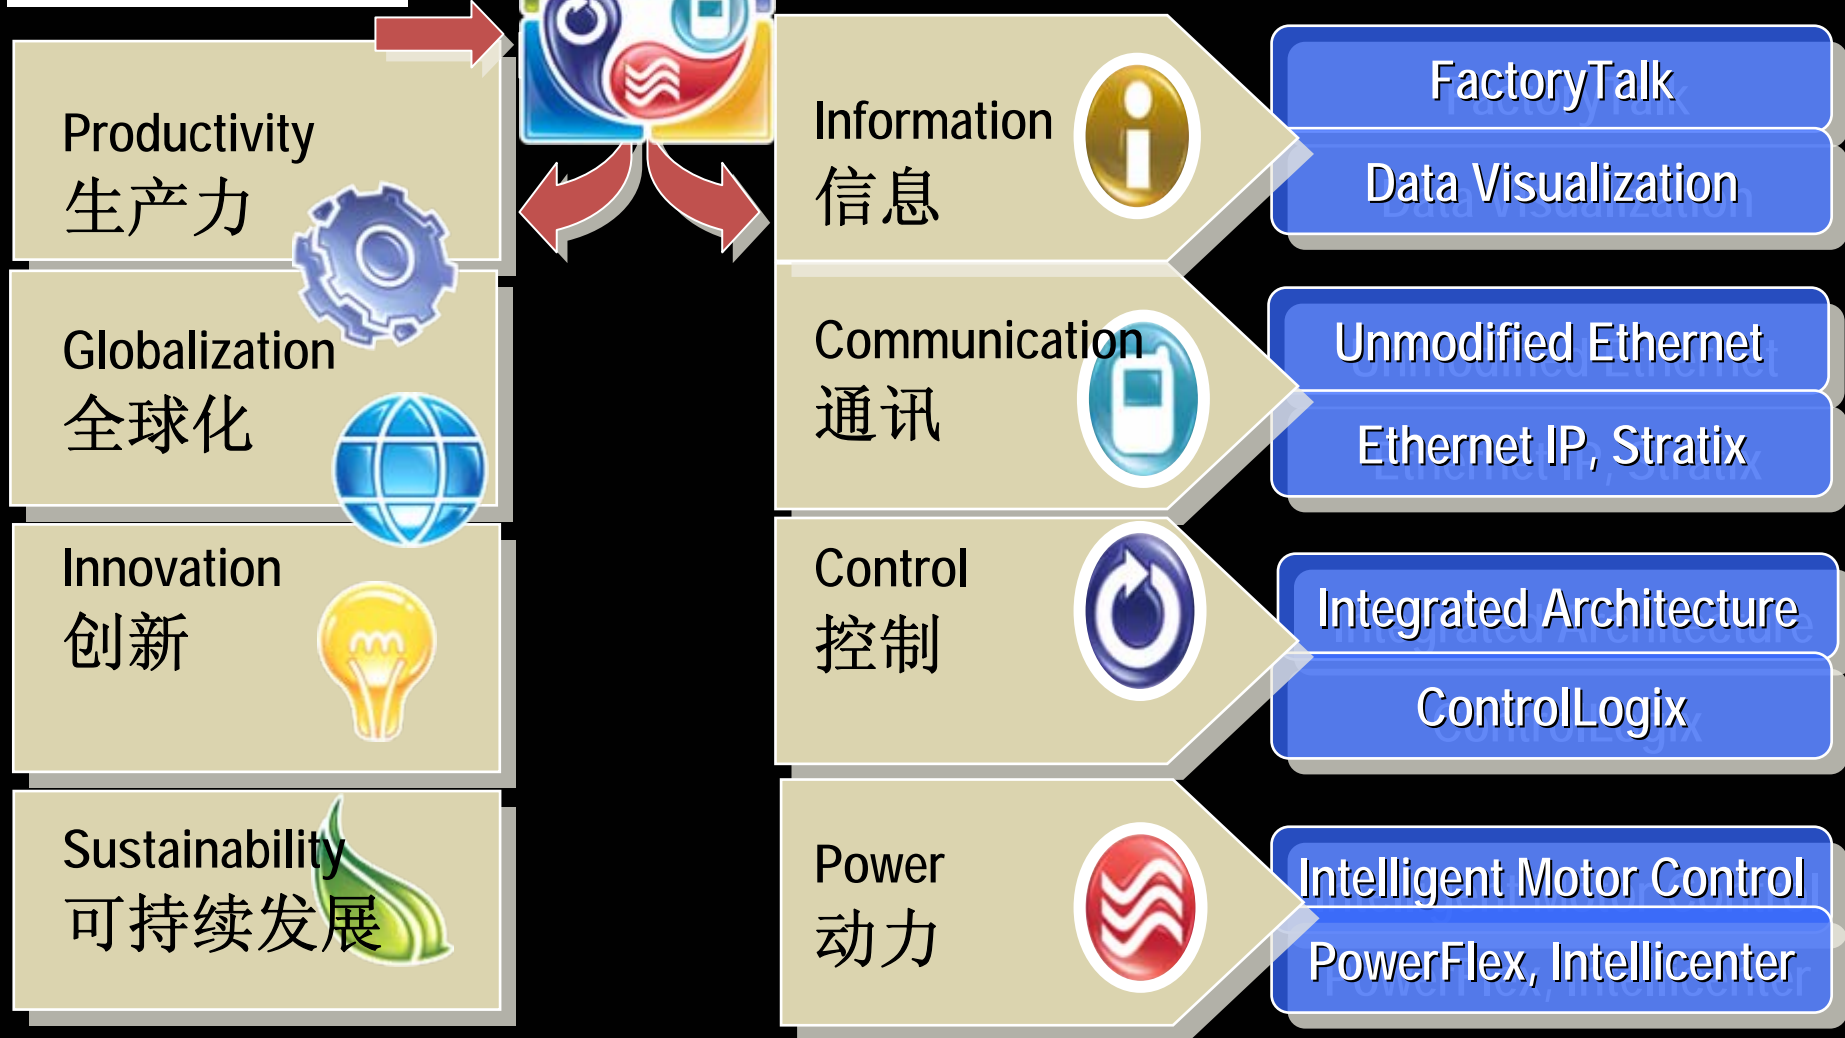 Productivity
生产力
Globalization
全球化
Innovation
创新
Sustainability
可持续发展
Information
信息
Communication
通讯
Control
控制
Power
动力
FactoryTalk
Data Visualization
Unmodified Ethernet
Ethernet IP, Stratix
Integrated Architecture
ControlLogix
Intelligent Motor Control
PowerFlex, Intellicenter